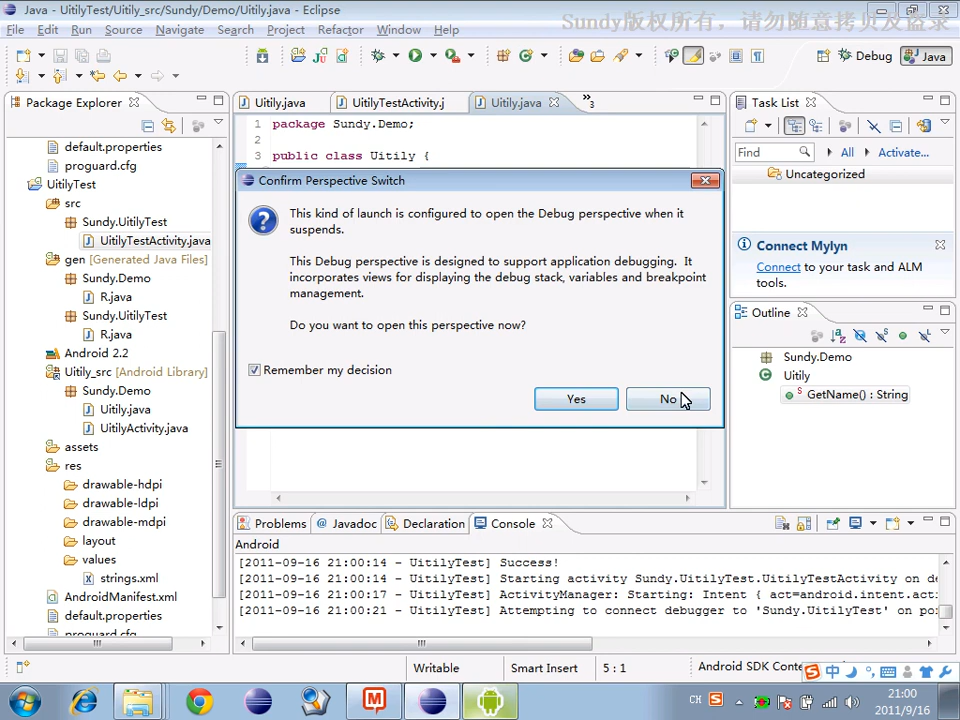 Java - UitilyTest/Uitily_src/Sundy/Demo/Uitily.java - Eclipse
Sundy版权所有，请勿随意拷贝及盗录
File Edit Run Source Navigate Search Project Refactor Window Help
Debug Java
Package Explorer
default.properties
proguard.cfg
UitilyTest
src
Sundy.UitilyTest
UitilyTestActivity.java
gen [Generated Java Files]
Sundy.Demo
R.java
Sundy.UitilyTest
R.java
Android 2.2
Uitily_src [Android Library]
Sundy.Demo
Uitily.java
UitilyActivity.java
assets
res
drawable-hdpi
drawable-ldpi
drawable-mdpi
layout
values
strings.xml
AndroidManifest.xml
default.properties
proguard.cfg
Uitily.java UitilyTestActivity.j Uitily.java 3
1 package Sundy.Demo;
2
3 public class Uitily {
Confirm Perspective Switch
This kind of launch is configured to open the Debug perspective when it
suspends.
This Debug perspective is designed to support application debugging. It
incorporates views for displaying the debug stack, variables and breakpoint
management.
Do you want to open this perspective now?
Remember my decision
Yes No
Task List
Find All Activate...
Uncategorized
Connect Mylyn
Connect to your task and ALM
tools.
Outline
Sundy.Demo
Uitily
GetName() : String
Problems @ Javadoc Declaration Console
Android
[2011-09-16 21:00:14 - UitilyTest] Success!
[2011-09-16 21:00:14 - UitilyTest] Starting activity Sundy.UitilyTest.UitilyTestActivity on de
[2011-09-16 21:00:17 - UitilyTest] ActivityManager: Starting: Intent { act=android.intent.acti
[2011-09-16 21:00:21 - UitilyTest] Attempting to connect debugger to 'Sundy.UitilyTest' on por
Writable Smart Insert 5 : 1 Android SDK Conte
中
CH
21:00
2011/9/16